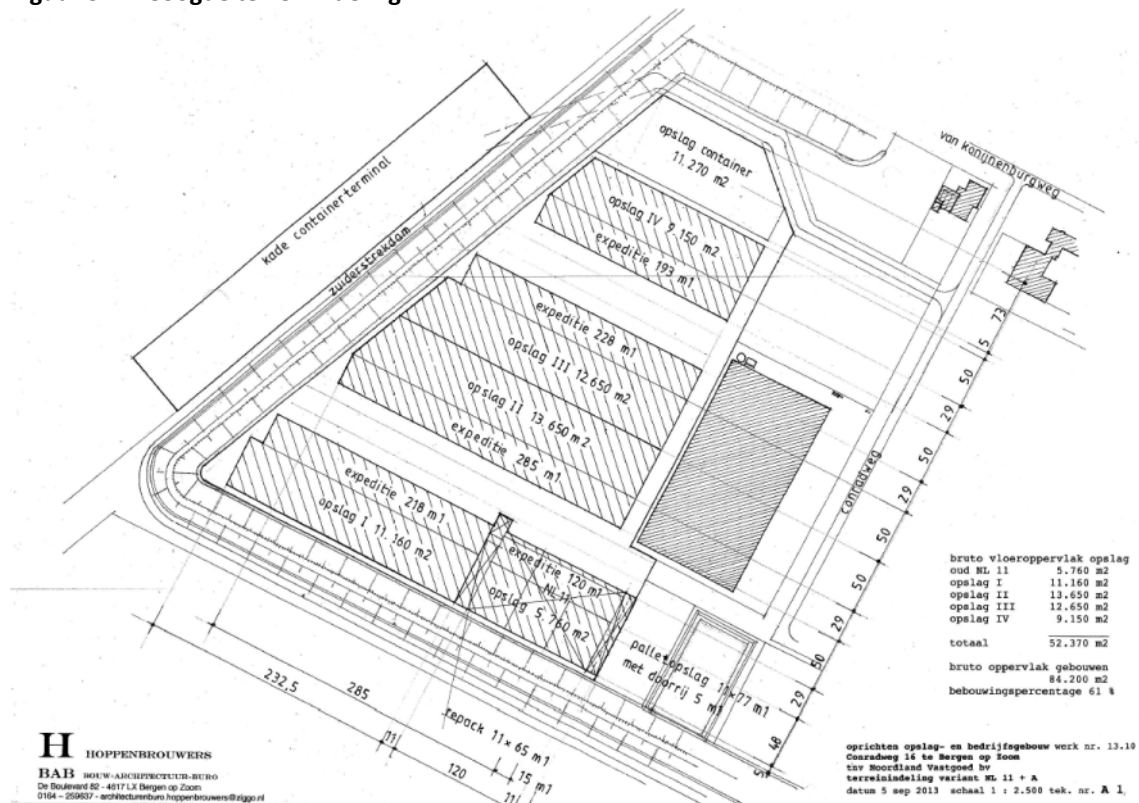 van konijnenburgweg
opslag container
11.270 m2
opslag IV 9.150 m2
expeditie 193 m1
kade containerterminal
zuiderstrekdam
expeditie 228 m1
opslag III 12.650 m2
opslag II 13.650 m2
expeditie 285 m1
expeditie 218 m1
opslag I 11.160 m2
expeditie 120 m1
NL11
opslag 5.760 m2
palletopslag 11×77 m1
met doorrij 5 m1
conradweg
73
5
50
29
50
29
50
50
29
50
29
48
5
232,5
285
11
120
repack 11×65 m1
15 m1
11
bruto vloeroppervlak opslag
oud NL 11 5.760 m2
opslag I 11.160 m2
opslag II 13.650 m2
opslag III 12.650 m2
opslag IV 9.150 m2
totaal 52.370 m2
bruto oppervlak gebouwen
84.200 m2
bebouwingspercentage 61 %
H HOPPENBROUWERS
BAB BOUW-ARCHITECTUUR-BURO
De Boulevard 82 - 4617 LX Bergen op Zoom
0164 - 259637 - architectenburo.hoppenbrouwers@ziggo.nl
oprichten opslag- en bedrijfsgebouw werk nr. 13.10
Conradweg 16 te Bergen op Zoom
tnv Noordland Vastgoed bv
terreinindeling variant NL 11 + A
datum 5 sep 2013 schaal 1 : 2.500 tek. nr. A 1